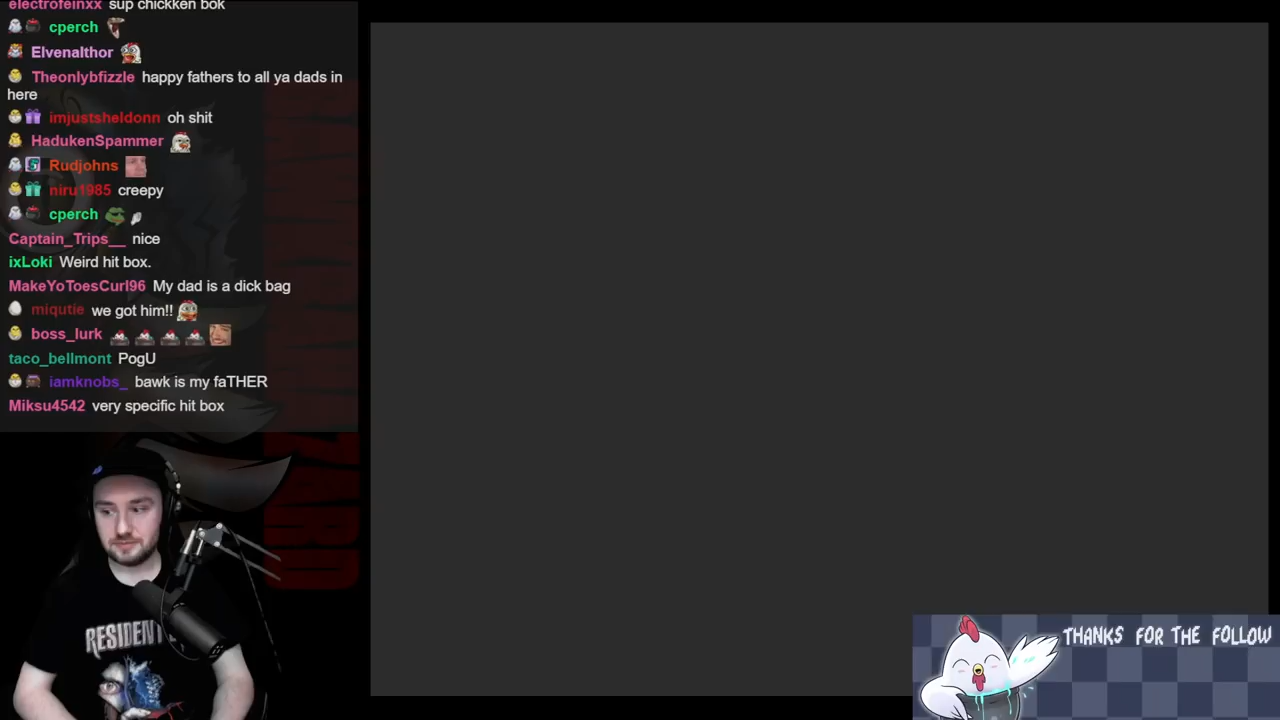 electrofeinxx sup chickken bok
cperch
Elvenalthor
Theonlybfizzle happy fathers to all ya dads in
here
imjustsheldonn oh shit
HadukenSpammer
Rudjohns
niru1985 creepy
cperch
Captain_Trips__ nice
ixLoki Weird hit box.
MakeYoToesCurl96 My dad is a dick bag
miqutie we got him!!
boss_lurk
taco_bellmont PogU
iamknobs_ bawk is my faTHER
Miksu4542 very specific hit box
RESIDENT
THANKS FOR THE FOLLOW